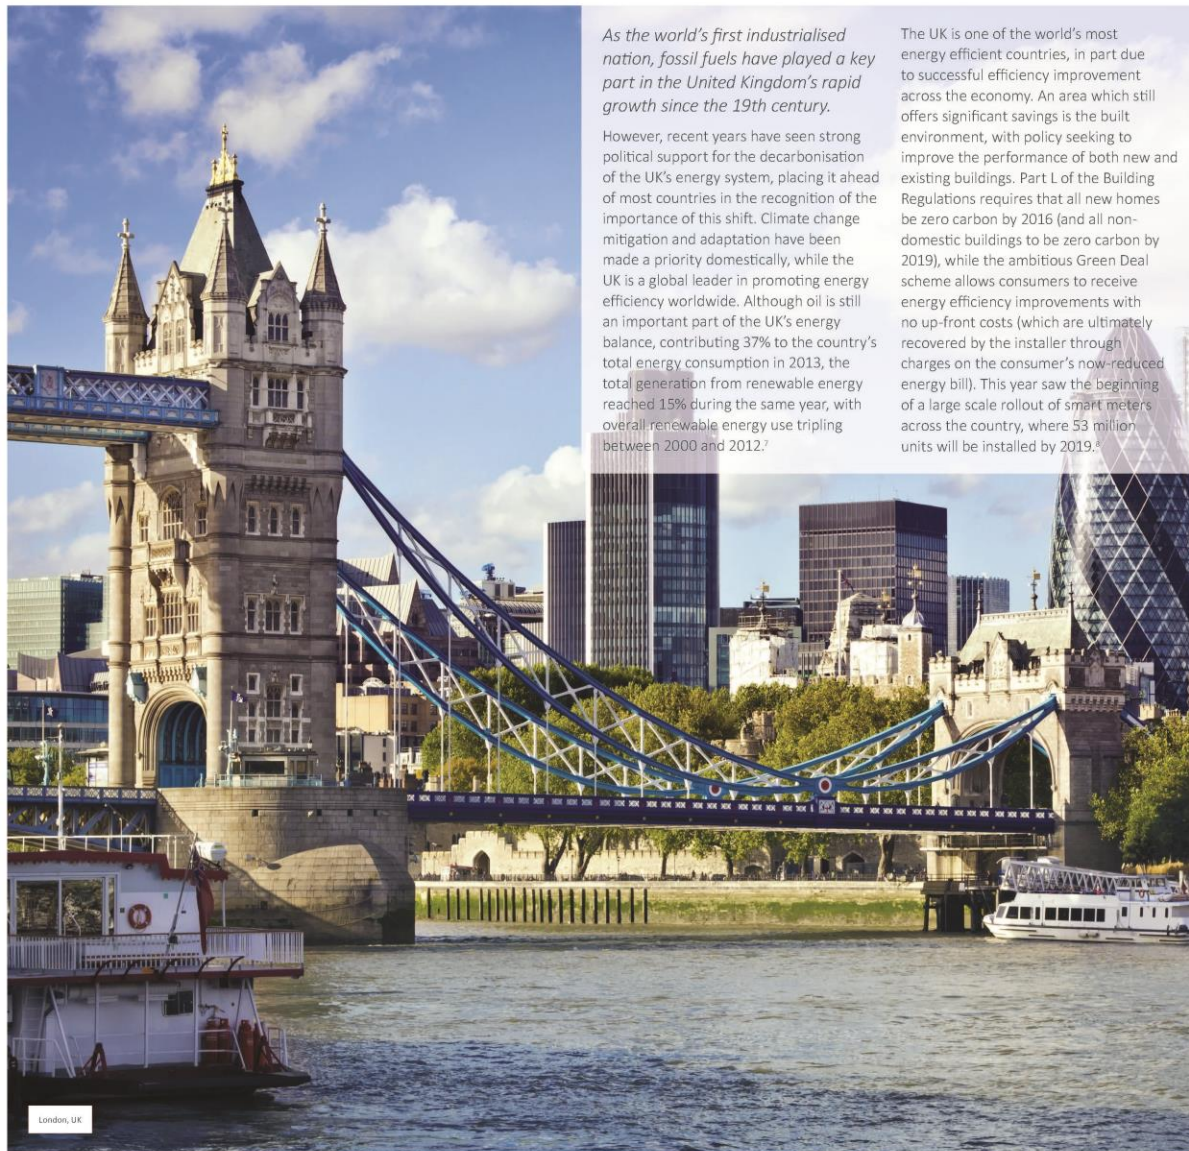 As the world's first industrialised
nation, fossil fuels have played a key
part in the United Kingdom's rapid
growth since the 19th century.
However, recent years have seen strong
political support for the decarbonisation
of the UK's energy system, placing it ahead
of most countries in the recognition of the
importance of this shift. Climate change
mitigation and adaptation have been
made a priority domestically, while the
UK is a global leader in promoting energy
efficiency worldwide. Although oil is still
an important part of the UK's energy
balance, contributing 37% to the country's
total energy consumption in 2013, the
total generation from renewable energy
reached 15% during the same year, with
overall renewable energy use tripling
between 2000 and 2012.⁷
The UK is one of the world's most
energy efficient countries, in part due
to successful efficiency improvement
across the economy. An area which still
offers significant savings is the built
environment, with policy seeking to
improve the performance of both new and
existing buildings. Part L of the Building
Regulations requires that all new homes
be zero carbon by 2016 (and all non-
domestic buildings to be zero carbon by
2019), while the ambitious Green Deal
scheme allows consumers to receive
energy efficiency improvements with
no up-front costs (which are ultimately
recovered by the installer through
charges on the consumer's now-reduced
energy bill). This year saw the beginning
of a large scale rollout of smart meters
across the country, where 53 million
units will be installed by 2019.⁸
London, UK